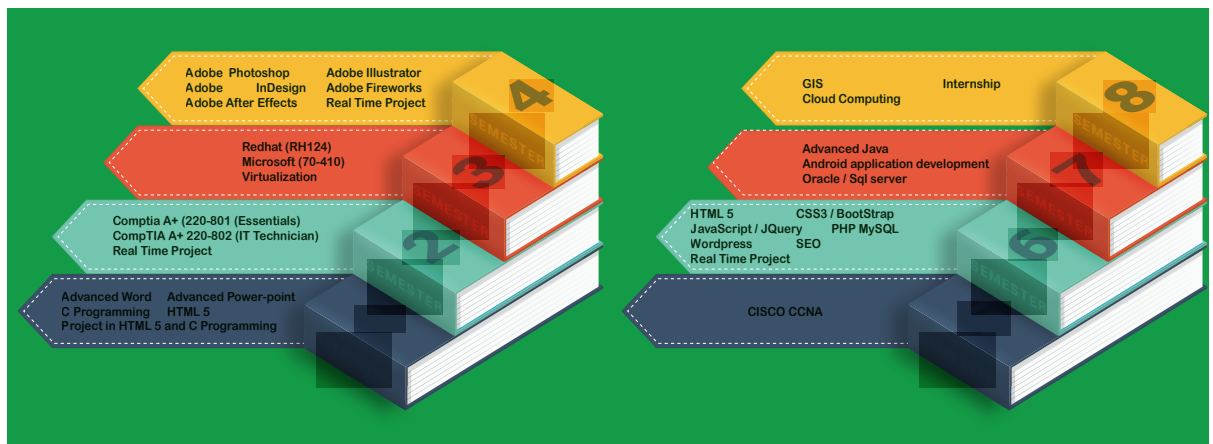 Adobe Photoshop Adobe Illustrator
Adobe InDesign Adobe Fireworks
Adobe After Effects Real Time Project
4
SEMESTER
Redhat (RH124)
Microsoft (70-410)
Virtualization
3
SEMESTER
Comptia A+ (220-801 (Essentials)
CompTIA A+ 220-802 (IT Technician)
Real Time Project
2
SEMESTER
Advanced Word Advanced Power-point
C Programming HTML 5
Project in HTML 5 and C Programming
GIS Internship
Cloud Computing
8
SEMESTER
Advanced Java
Android application development
Oracle / Sql server
7
SEMESTER
HTML 5 CSS3 / BootStrap
JavaScript / JQuery PHP MySQL
Wordpress SEO
Real Time Project
6
SEMESTER
CISCO CCNA